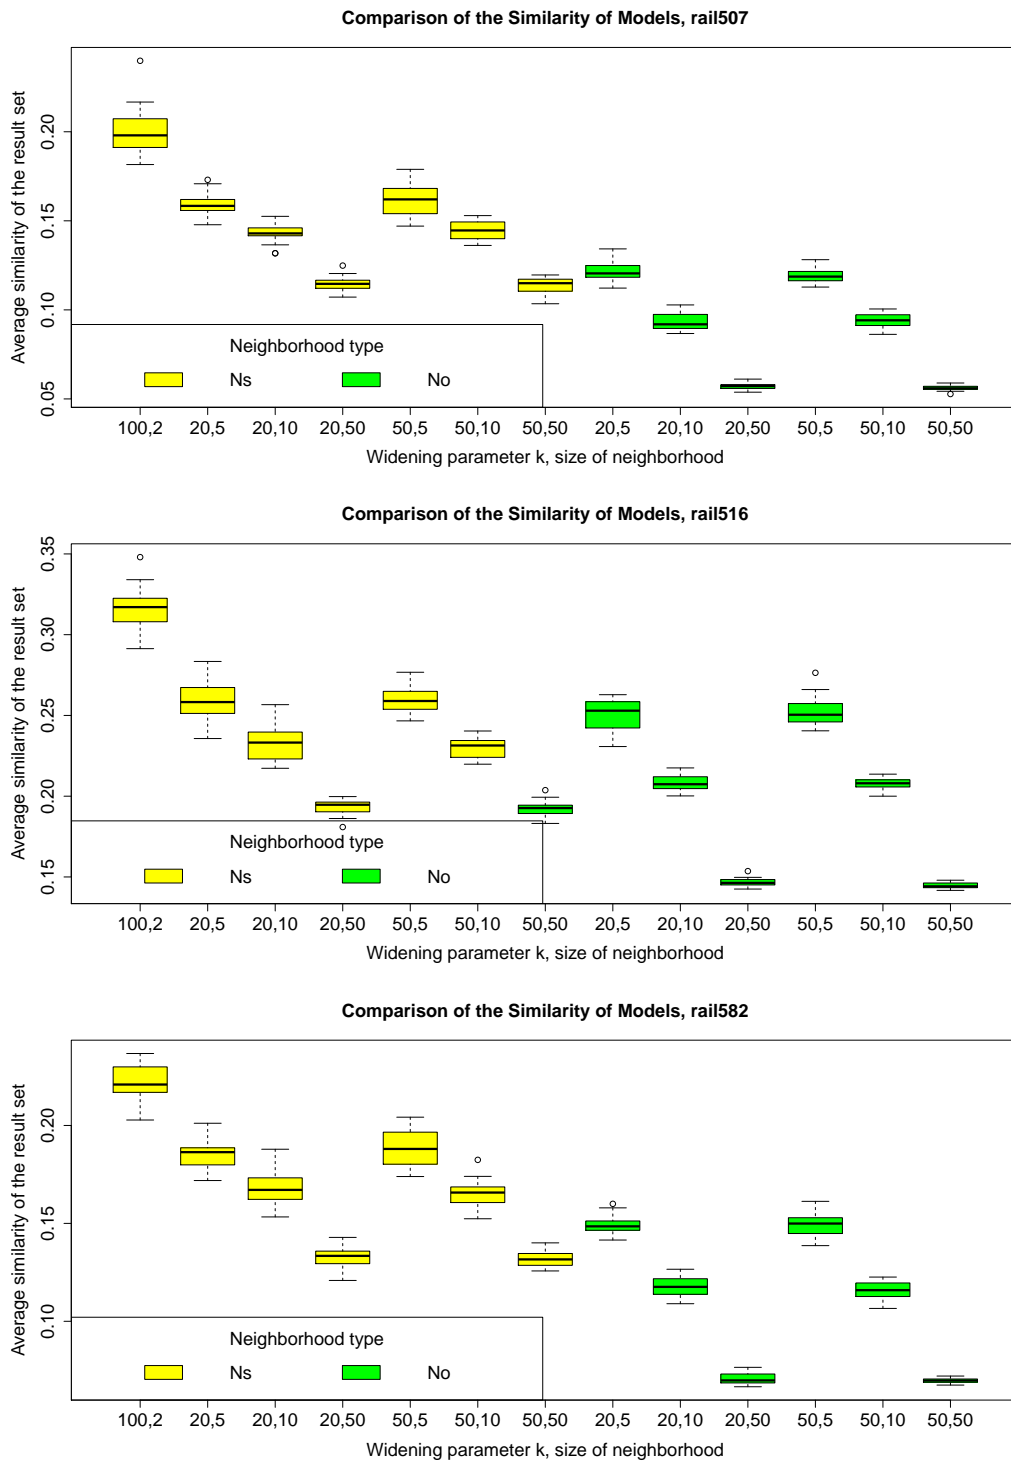 Comparison of the Similarity of Models, rail507
Average similarity of the result set
0.20
0.15
0.10
0.05
Neighborhood type
Ns No
100,2 20,5 20,10 20,50 50,5 50,10 50,50 20,5 20,10 20,50 50,5 50,10 50,50
Widening parameter k, size of neighborhood
Comparison of the Similarity of Models, rail516
Average similarity of the result set
0.35
0.30
0.25
0.20
0.15
Neighborhood type
Ns No
100,2 20,5 20,10 20,50 50,5 50,10 50,50 20,5 20,10 20,50 50,5 50,10 50,50
Widening parameter k, size of neighborhood
Comparison of the Similarity of Models, rail582
Average similarity of the result set
0.20
0.15
0.10
Neighborhood type
Ns No
100,2 20,5 20,10 20,50 50,5 50,10 50,50 20,5 20,10 20,50 50,5 50,10 50,50
Widening parameter k, size of neighborhood